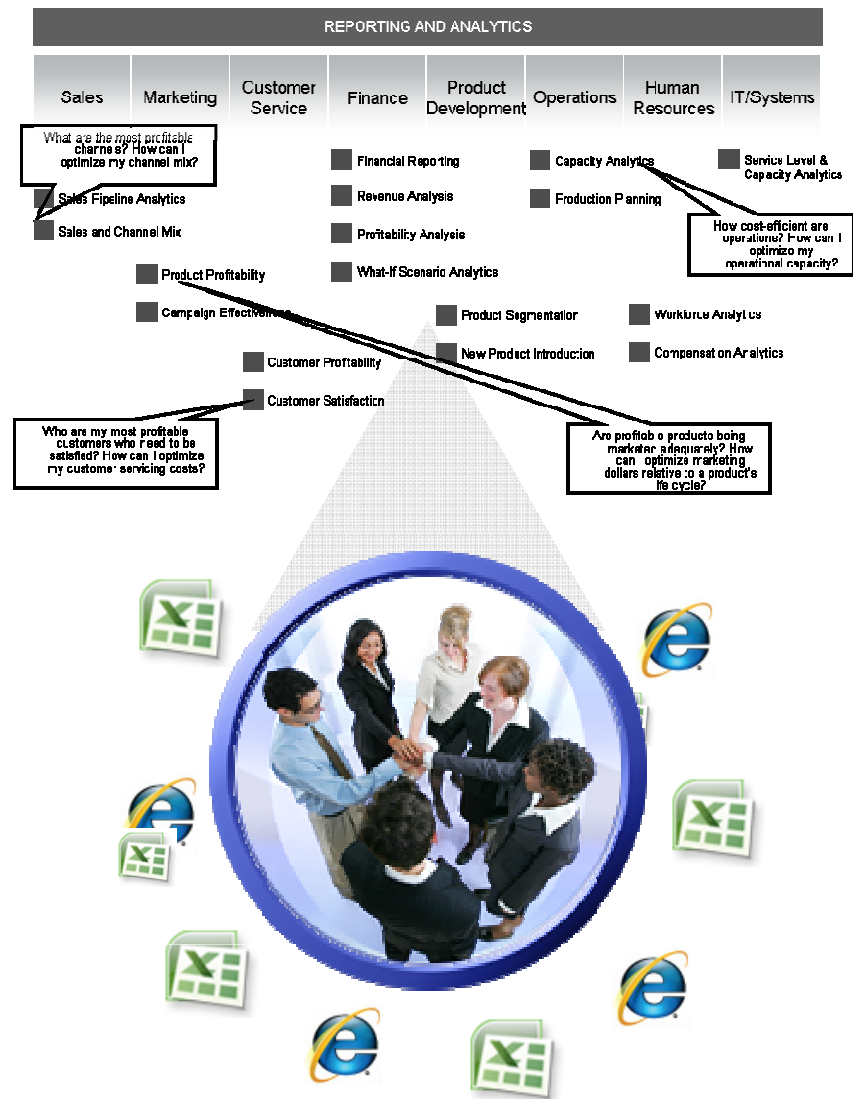 REPORTING AND ANALYTICS
Sales
Marketing
Customer
Service
Finance
Product
Development
Operations
Human
Resources
IT/Systems
What are the most profitable
channels? How can I
optimize my channel mix?
Sales Pipeline Analytics
Sales and Channel Mix
Product Profitability
Campaign Effectiveness
Customer Profitability
Customer Satisfaction
Financial Reporting
Revenue Analysis
Profitability Analysis
What-If Scenario Analytics
Product Segmentation
New Product Introduction
Capacity Analytics
Production Planning
Workforce Analytics
Compensation Analytics
Service Level &
Capacity Analytics
How cost-efficient are
operations? How can I
optimize my
operational capacity?
Who are my most profitable
customers who need to be
satisfied? How can I optimize
my customer servicing costs?
Are profitable products being
marketed adequately? How
can I optimize marketing
dollars relative to a product's
life cycle?